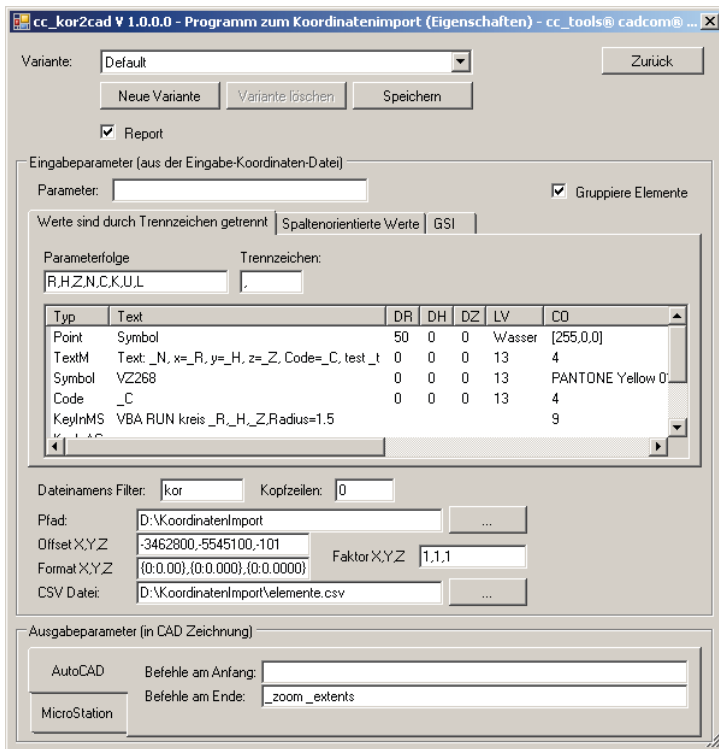 cc_kor2cad V 1.0.0.0 - Programm zum Koordinatenimport (Eigenschaften) - cc_tools® cadcom® ...
Variante: Default Zurück
Neue Variante Variante löschen Speichern
Report
Eingabeparameter (aus der Eingabe-Koordinaten-Datei)
Parameter: Gruppiere Elemente
Werte sind durch Trennzeichen getrennt Spaltenorientierte Werte GSI
Parameterfolge Trennzeichen:
R,H,Z,N,C,K,U,L ,
Typ Text DR DH DZ LV CO
Point Symbol 50 0 0 Wasser [255,0,0]
TextM Text: _N, x=_R, y=_H, z=_Z, Code=_C, test _t 0 0 0 13 4
Symbol VZ268 0 0 0 13 PANTONE Yellow
Code _C 0 0 0 13 4
KeyInMS VBA RUN kreis _R,_H,_Z,Radius=1.5 9
Dateinamens Filter: kor Kopfzeilen: 0
Pfad: D:\KoordinatenImport ...
Offset X,Y,Z -3462800,-5545100,-101
Faktor X,Y,Z 1,1,1
Format X,Y,Z {0:0.00},{0:0.000},{0:0.0000}
CSV Datei: D:\KoordinatenImport\elemente.csv ...
Ausgabeparameter (in CAD Zeichnung)
AutoCAD Befehle am Anfang:
Befehle am Ende: _zoom _extents
MicroStation